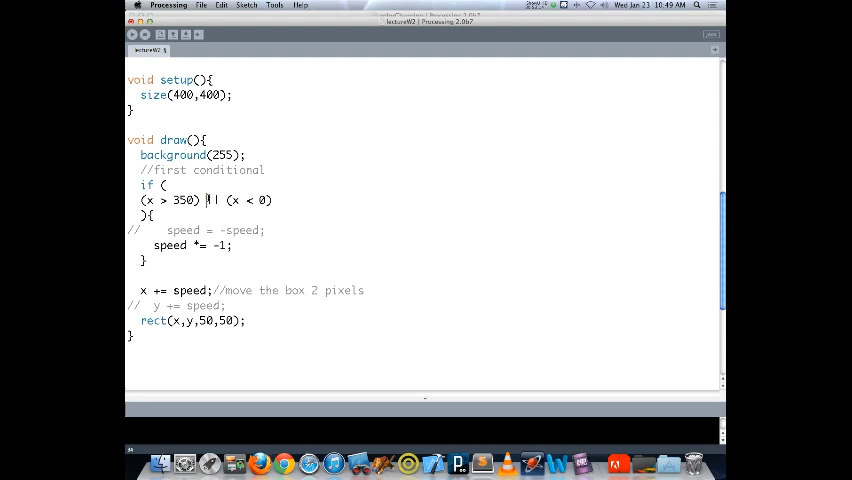 Processing File Edit Sketch Tools Help Wed Jan 23 10:49 AM
lectureW2 | Processing 2.0b7
java
lectureW2 §
void setup(){
size(400,400);
}
void draw(){
background(255);
//first conditional
if (
(x > 350) || (x < 0)
){
// speed = -speed;
speed *= -1;
}
x += speed;//move the box 2 pixels
// y += speed;
rect(x,y,50,50);
}
34